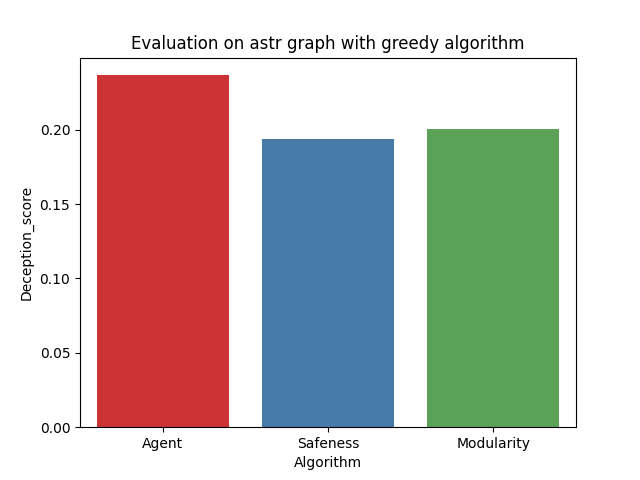 Evaluation on astr graph with greedy algorithm
Deception_score
0.20
0.15
0.10
0.05
0.00
Agent
Safeness
Modularity
Algorithm